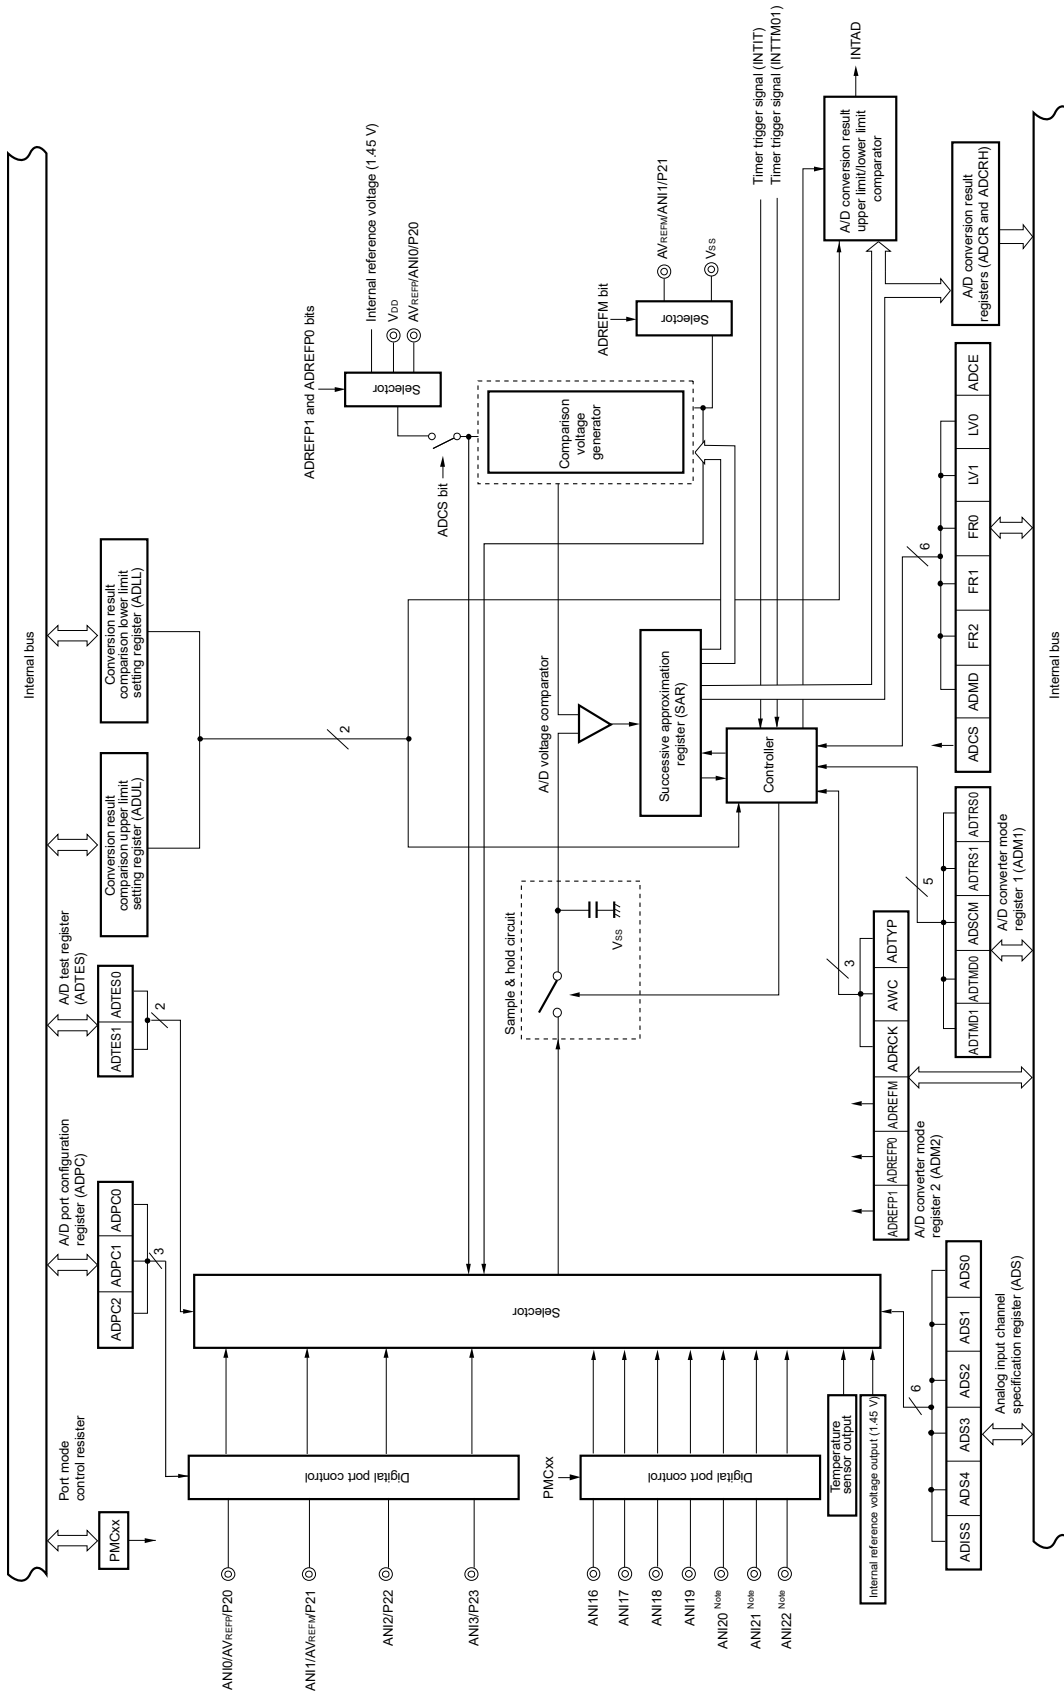 Internal bus
Port mode
control resister
PMCxx
A/D port configuration
register (ADPC)
ADPC2
ADPC1
ADPC0
3
A/D test register
(ADTES)
ADTES1
ADTES0
2
Conversion result
comparison upper limit
setting register (ADUL)
Conversion result
comparison lower limit
setting register (ADLL)
2
ADREFP1 and ADREFP0 bits
Internal reference voltage (1.45 V)
VDD
AVREFP/ANI0/P20
Selector
ADCS bit
ANI0/AVREFP/P20
ANI1/AVREFM/P21
ANI2/P22
ANI3/P23
Digital port control
Selector
Sample & hold circuit
VSS
A/D voltage comparator
Comparison
voltage
generator
ADREFM bit
Selector
AVREFM/ANI1/P21
VSS
PMCxx
ANI16
ANI17
ANI18
ANI19
ANI20 Note
ANI21 Note
ANI22 Note
Digital port control
Temperature
sensor output
Internal reference voltage output (1.45 V)
Successive approximation
register (SAR)
Controller
Timer trigger signal (INTIT)
Timer trigger signal (INTTM01)
A/D conversion result
upper limit/lower limit
comparator
INTAD
A/D conversion result
registers (ADCR and ADCRH)
6
ADISS
ADS4
ADS3
ADS2
ADS1
ADS0
Analog input channel
specification register (ADS)
3
ADREFP1
ADREFP0
ADREFM
ADRCK
AWC
ADTYP
A/D converter mode
register 2 (ADM2)
5
ADTMD1
ADTMD0
ADSCM
ADTRS1
ADTRS0
A/D converter mode
register 1 (ADM1)
6
ADCS
ADMD
FR2
FR1
FR0
LV1
LV0
ADCE
Internal bus